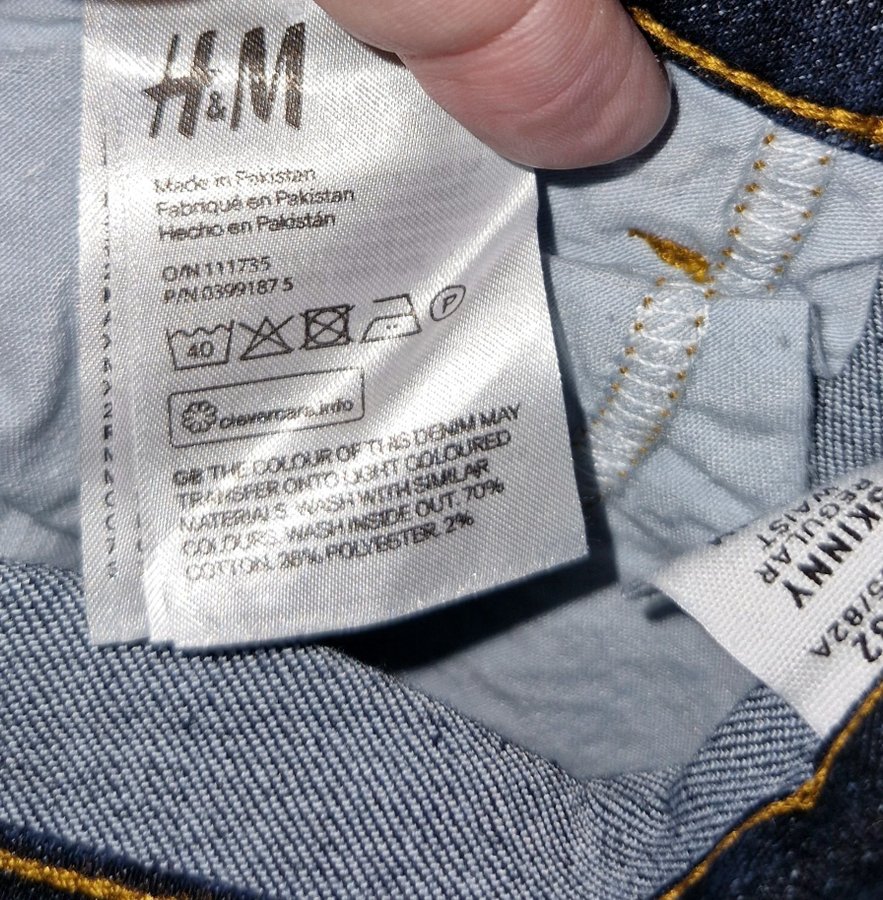 H&M
Made in Pakistan
Fabriqué en Pakistan
Hecho en Pakistán
O/N 111735
P/N 0399187 5
40
P
clevercare.info
GB THE COLOUR OF THIS DENIM MAY
TRANSFER ONTO LIGHT COLOURED
MATERIALS. WASH WITH SIMILAR
COLOURS. WASH INSIDE OUT. 70%
COTTON. 28% POLYESTER. 2%
SKINNY
REGULAR
WAIST
/82A